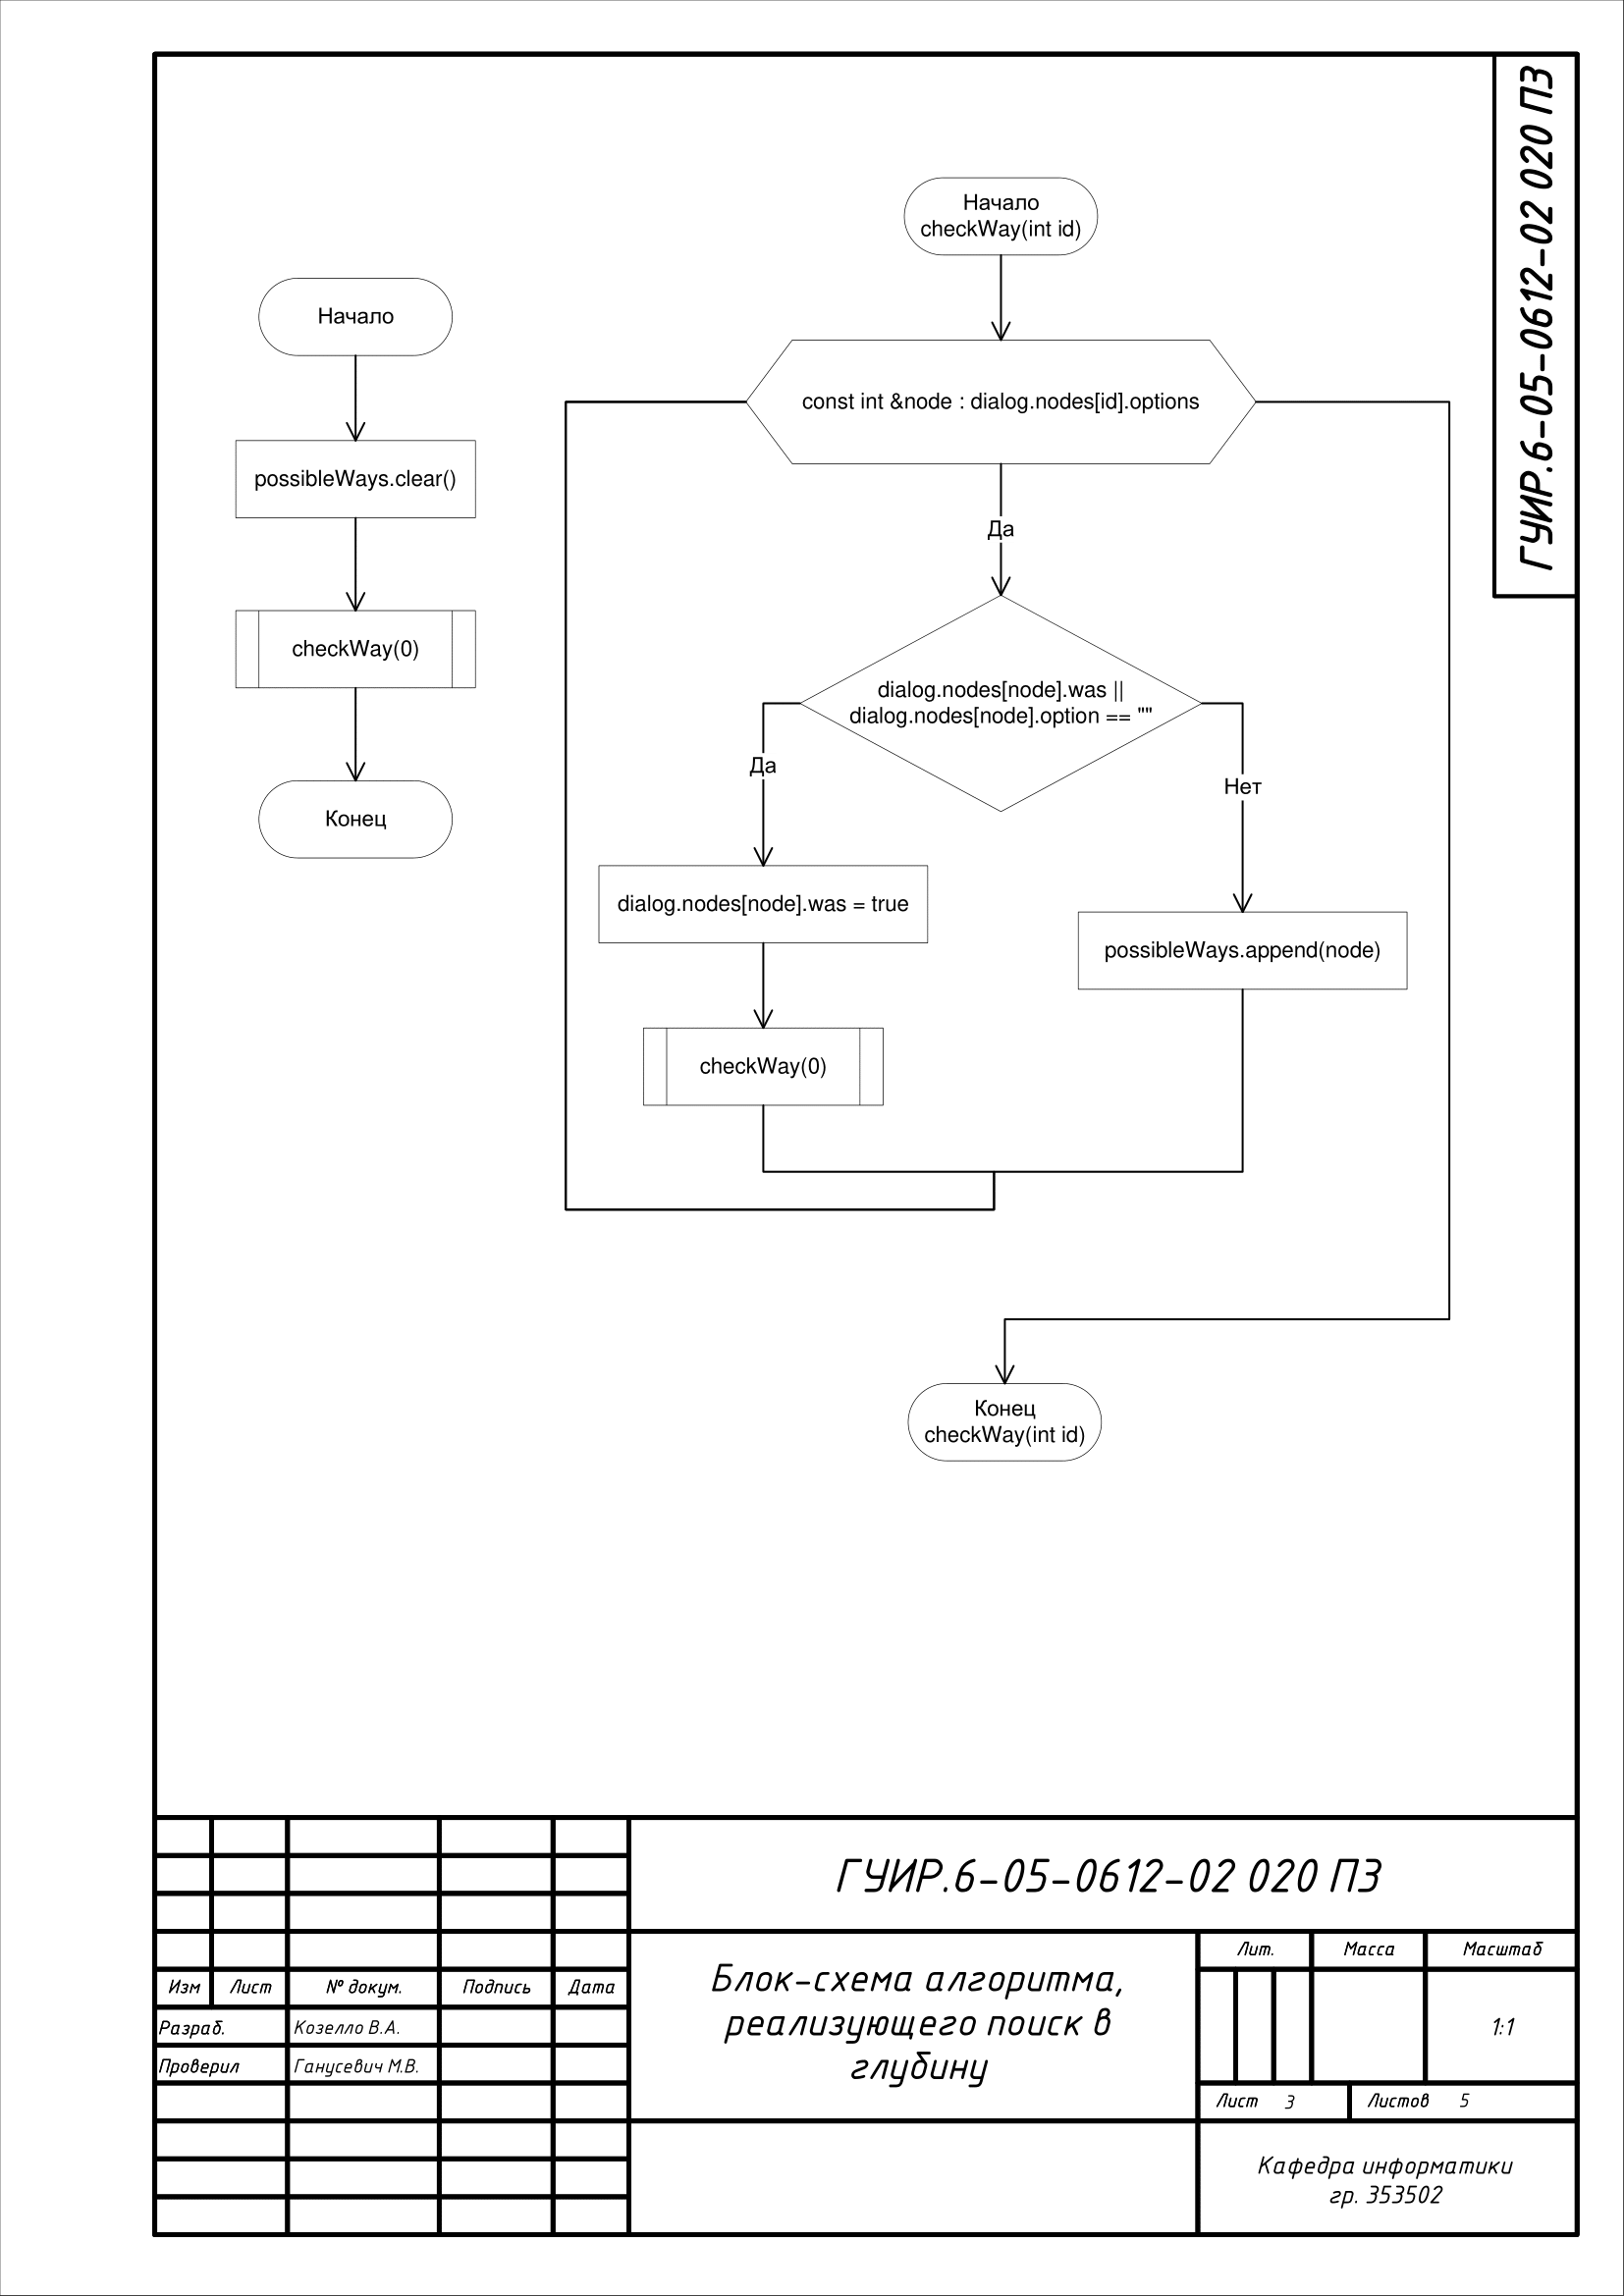 ГУИР.6-05-0612-02 020 ПЗ
Начало
possibleWays.clear()
checkWay(0)
Конец
Начало
checkWay(int id)
const int &node : dialog.nodes[id].options
Да
dialog.nodes[node].was ||
dialog.nodes[node].option == ""
Да
Нет
dialog.nodes[node].was = true
possibleWays.append(node)
checkWay(0)
Конец
checkWay(int id)
ГУИР.6-05-0612-02 020 ПЗ
Изм Лист № докум. Подпись Дата
Разраб. Козелло В.А.
Проверил Ганусевич М.В.
Блок-схема алгоритма,
реализующего поиск в
глубину
Лит. Масса Масштаб
1:1
Лист 3 Листов 5
Кафедра информатики
гр. 353502